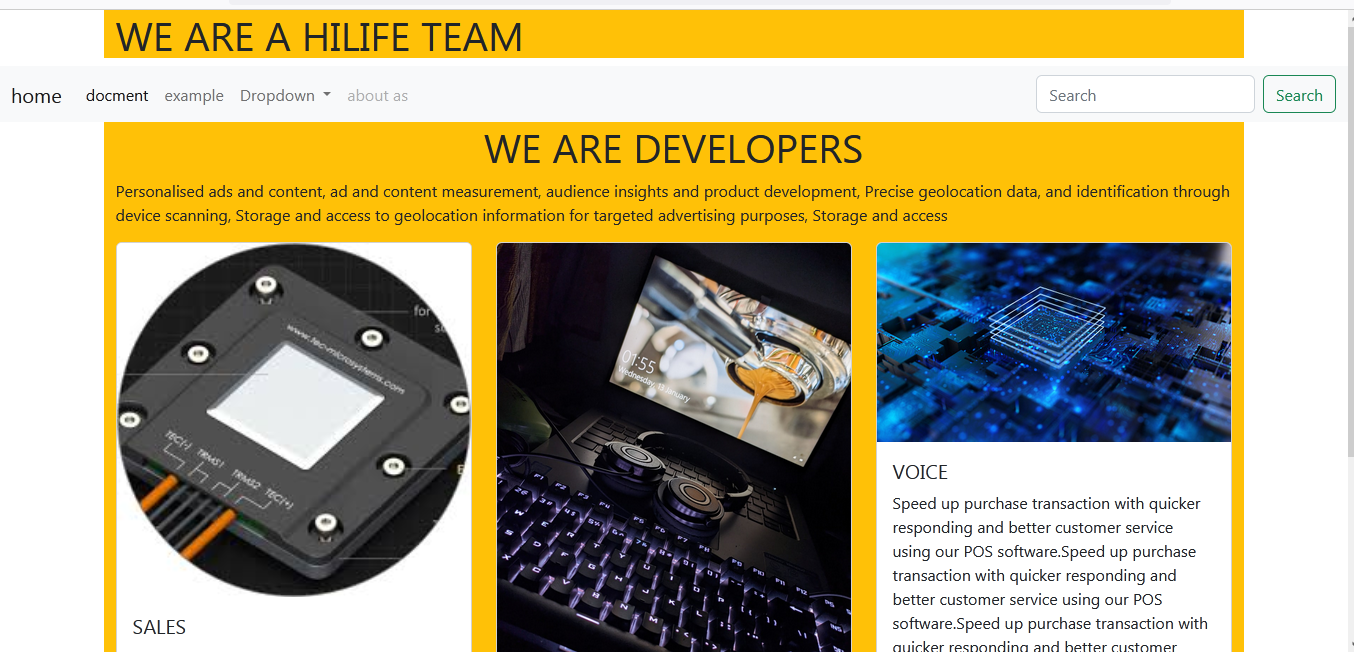 WE ARE A HILIFE TEAM
home docment example Dropdown about as Search Search
WE ARE DEVELOPERS
Personalised ads and content, ad and content measurement, audience insights and product development, Precise geolocation data, and identification through
device scanning, Storage and access to geolocation information for targeted advertising purposes, Storage and access
for
www.tec-microsystems.com
TEC(-) TRMS1 TRMS2 TEC(+)
SALES
01:55
Wednesday, 13 January
VOICE
Speed up purchase transaction with quicker
responding and better customer service
using our POS software.Speed up purchase
transaction with quicker responding and
better customer service using our POS
software.Speed up purchase transaction with
quicker responding and better customer